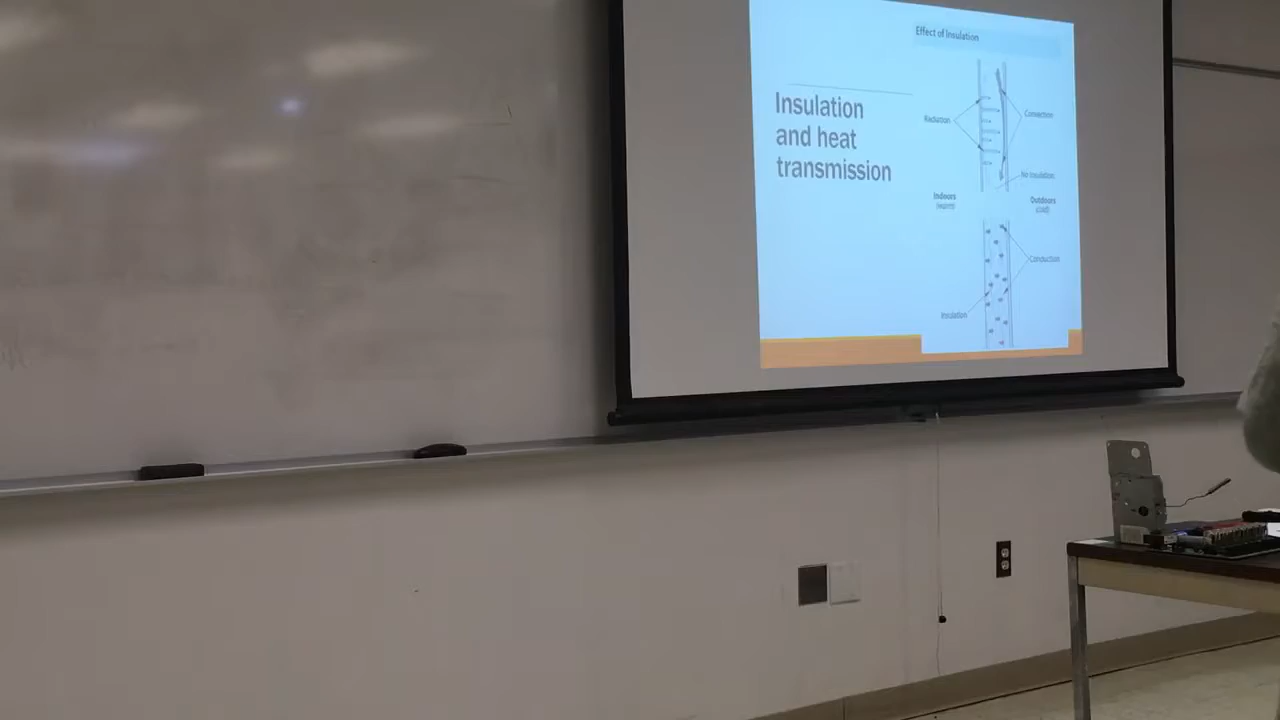 Effect of Insulation
Insulation
and heat
transmission
Radiation
Convection
No insulation
Indoors
(warm)
Outdoors
(cold)
Conduction
Insulation